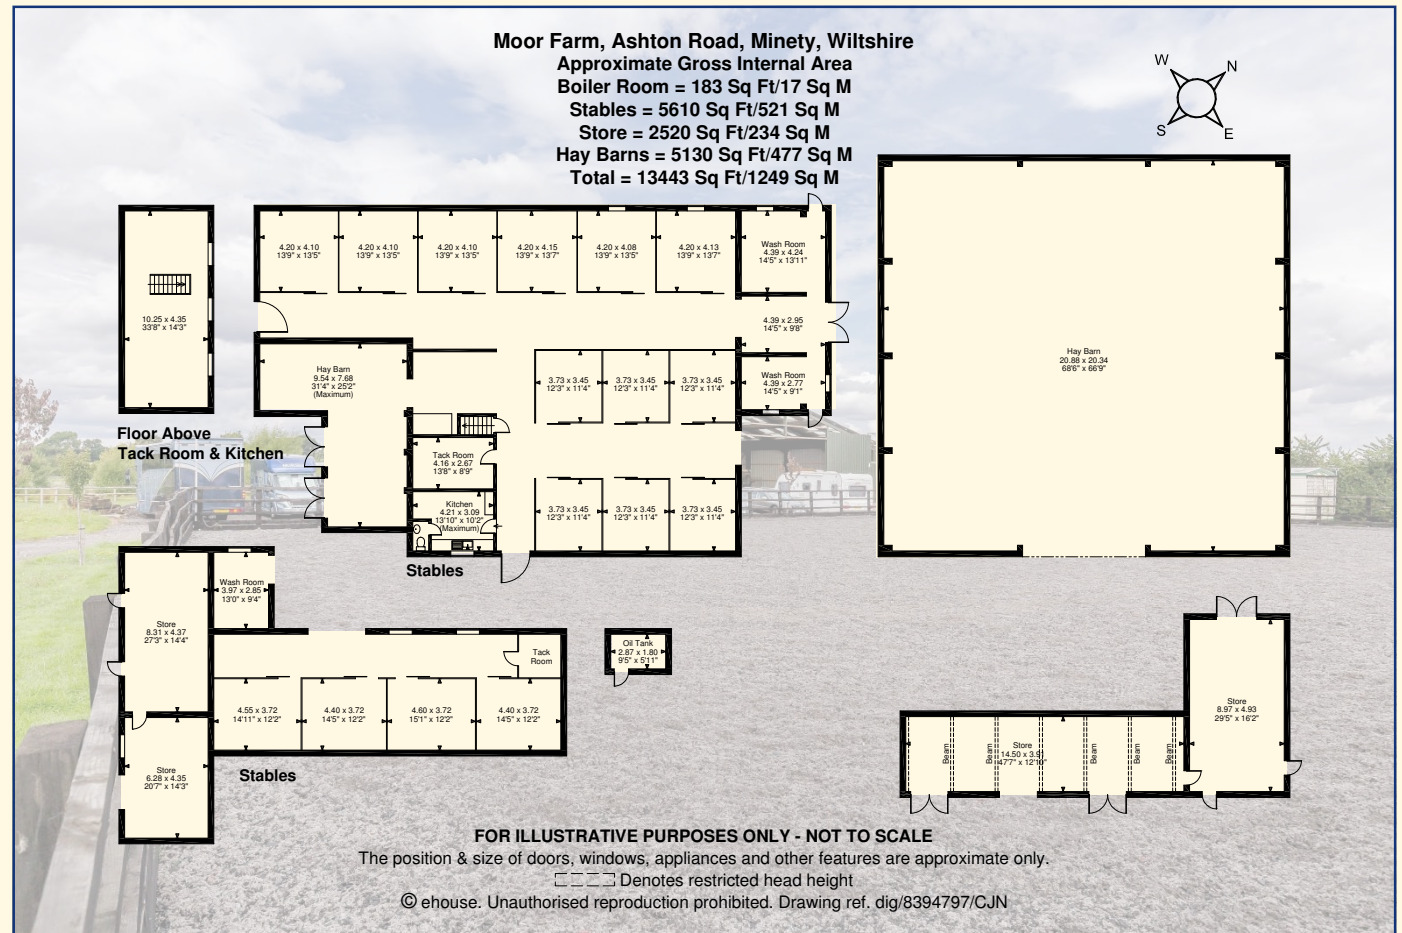 Moor Farm, Ashton Road, Minety, Wiltshire
Approximate Gross Internal Area
Boiler Room = 183 Sq Ft/17 Sq M
Stables = 5610 Sq Ft/521 Sq M
Store = 2520 Sq Ft/234 Sq M
Hay Barns = 5130 Sq Ft/477 Sq M
Total = 13443 Sq Ft/1249 Sq M
W
N
S
E
10.25 x 4.35
33'8" x 14'3"
Floor Above
Tack Room & Kitchen
4.20 x 4.10
13'9" x 13'5"
4.20 x 4.10
13'9" x 13'5"
4.20 x 4.10
13'9" x 13'5"
4.20 x 4.15
13'9" x 13'7"
4.20 x 4.08
13'9" x 13'5"
4.20 x 4.13
13'9" x 13'7"
Wash Room
4.39 x 4.24
14'5" x 13'11"
4.39 x 2.95
14'5" x 9'8"
Wash Room
4.39 x 2.77
14'5" x 9'1"
Hay Barn
9.54 x 7.68
31'4" x 25'2"
(Maximum)
3.73 x 3.45
12'3" x 11'4"
3.73 x 3.45
12'3" x 11'4"
3.73 x 3.45
12'3" x 11'4"
Tack Room
4.16 x 2.67
13'8" x 8'9"
Kitchen
4.21 x 3.09
13'10" x 10'2"
(Maximum)
3.73 x 3.45
12'3" x 11'4"
3.73 x 3.45
12'3" x 11'4"
3.73 x 3.45
12'3" x 11'4"
Stables
Hay Barn
20.88 x 20.34
68'6" x 66'9"
Wash Room
3.97 x 2.85
13'0" x 9'4"
Store
8.31 x 4.37
27'3" x 14'4"
Tack
Room
4.55 x 3.72
14'11" x 12'2"
4.40 x 3.72
14'5" x 12'2"
4.60 x 3.72
15'1" x 12'2"
4.40 x 3.72
14'5" x 12'2"
Store
6.28 x 4.35
20'7" x 14'3"
Stables
Oil Tank
2.87 x 1.80
9'5" x 5'11"
Store
8.97 x 4.93
29'5" x 16'2"
Beam
Beam
Store
14.50 x 3.91
47'7" x 12'10"
Beam
Beam
Beam
FOR ILLUSTRATIVE PURPOSES ONLY - NOT TO SCALE
The position & size of doors, windows, appliances and other features are approximate only.
Denotes restricted head height
© ehouse. Unauthorised reproduction prohibited. Drawing ref. dig/8394797/CJN